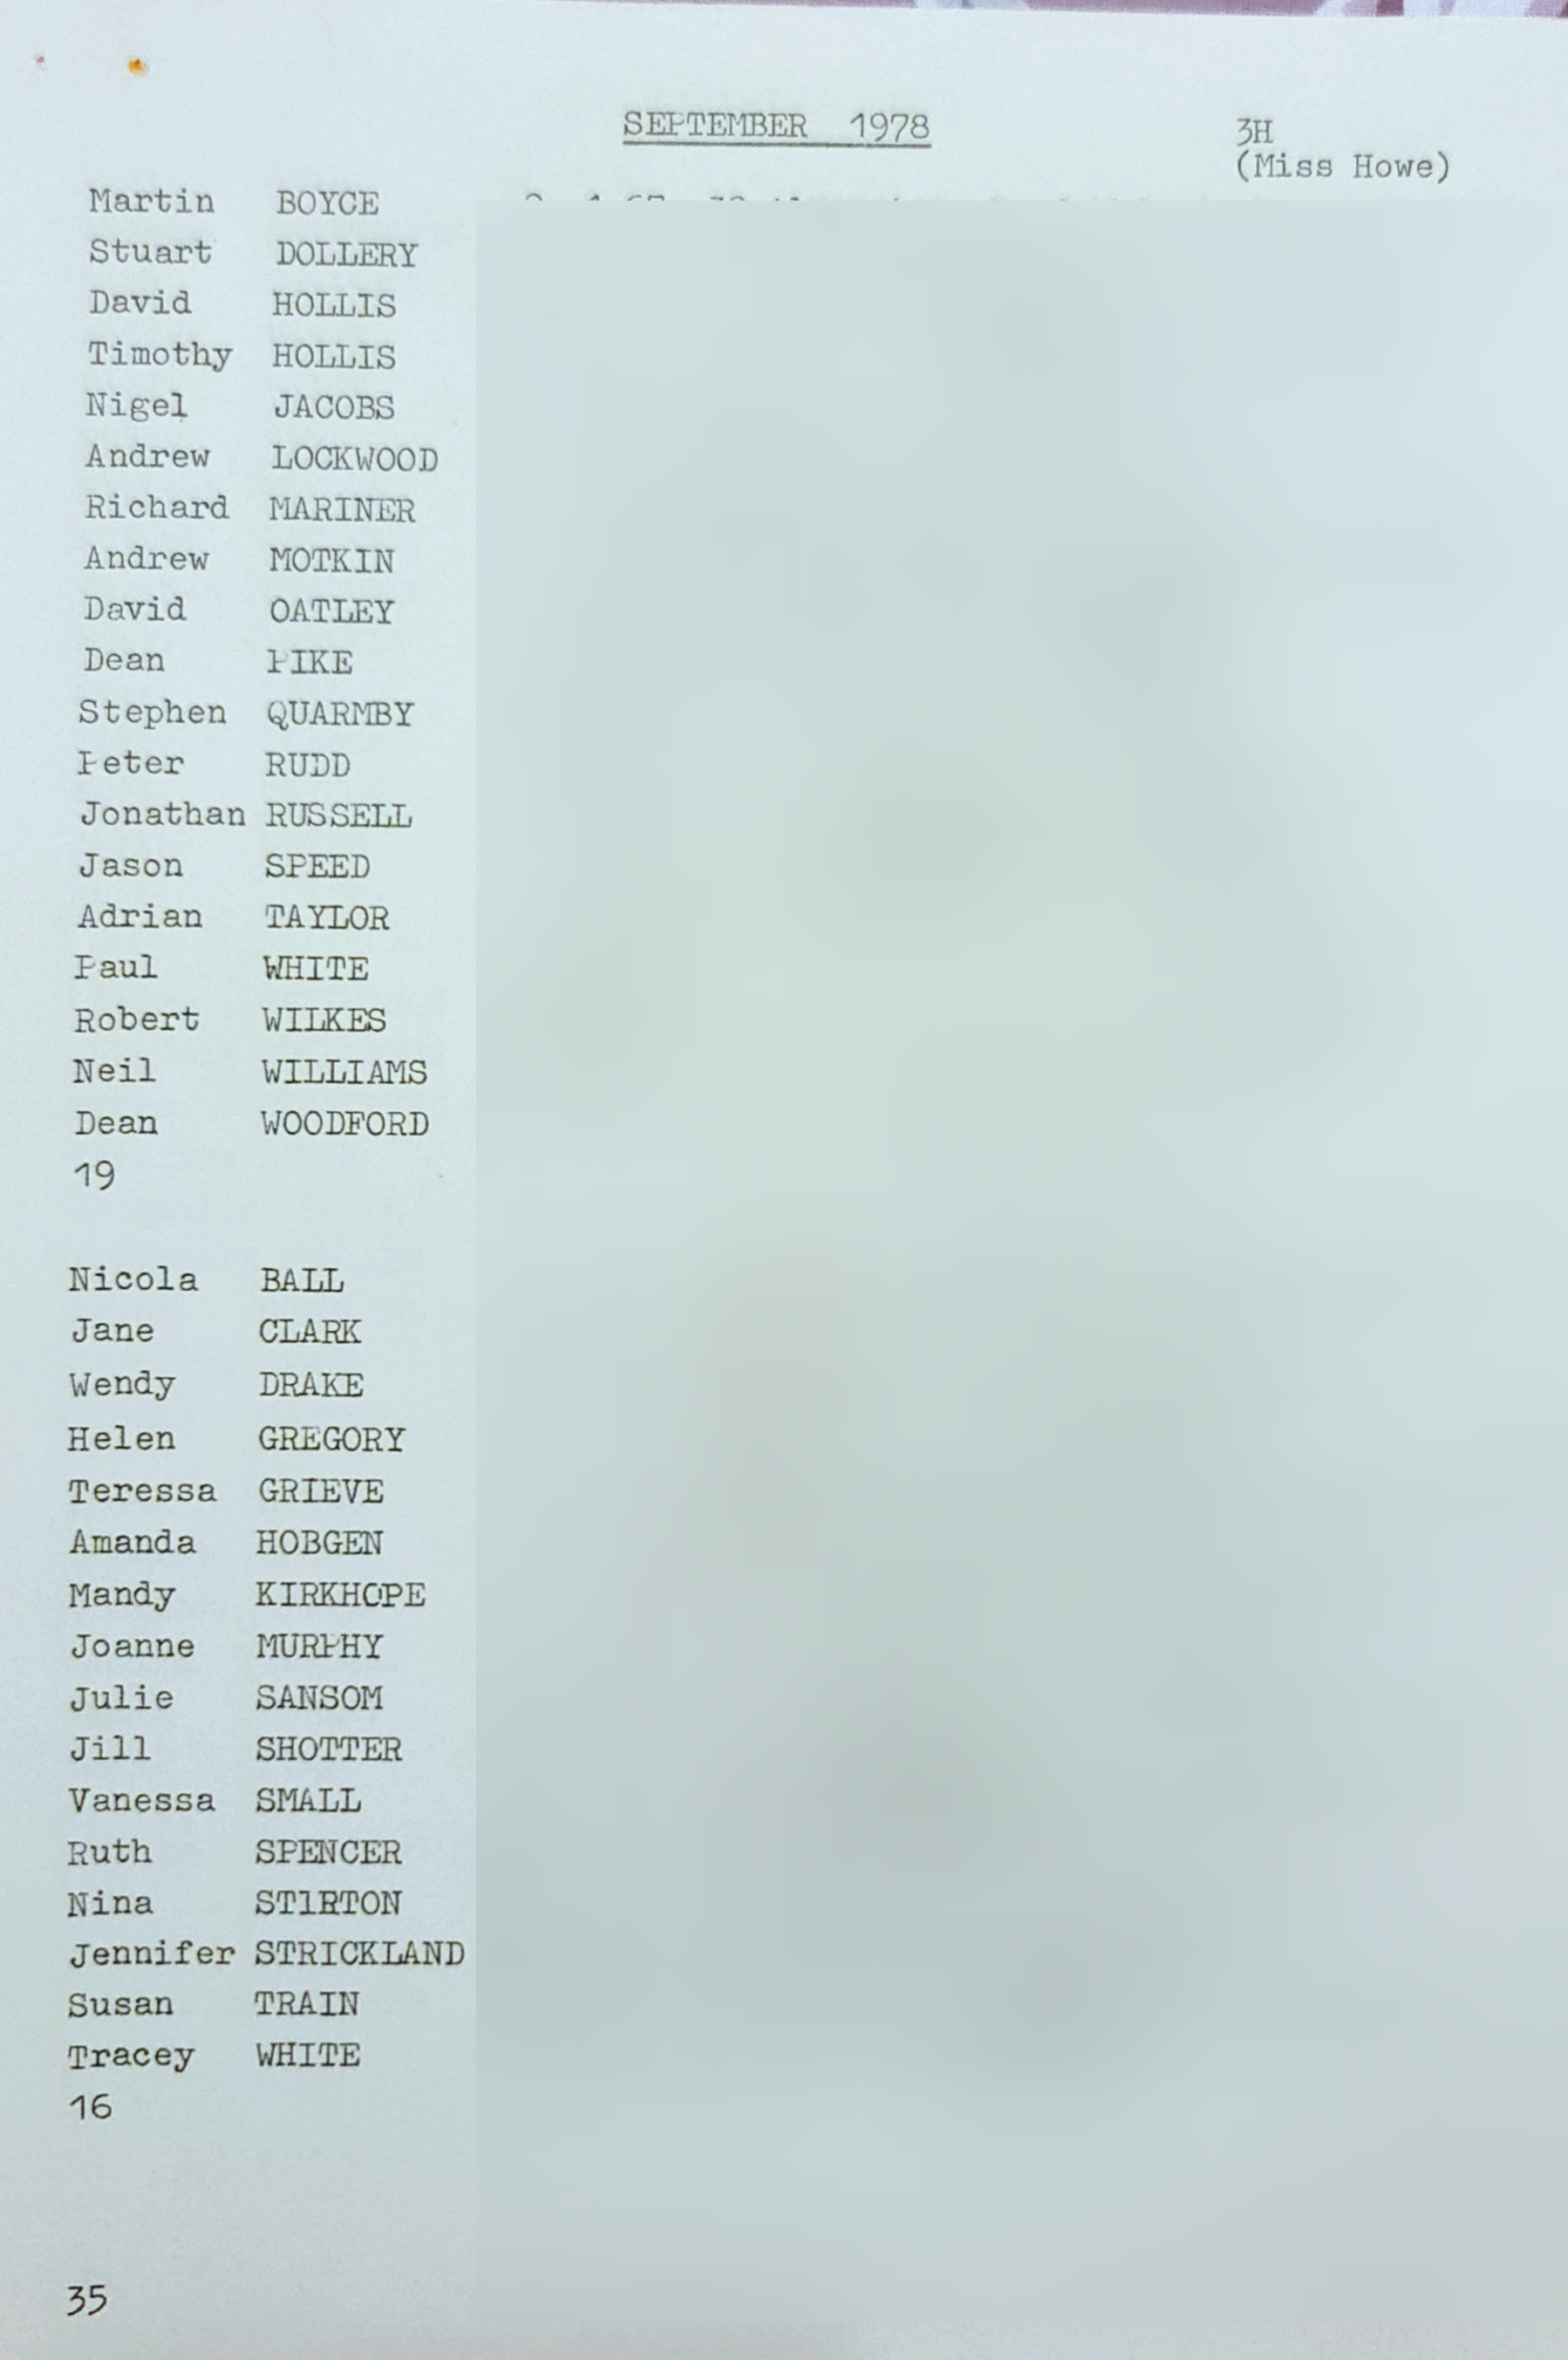 SEPTEMBER 1978
3H
(Miss Howe)
Martin BOYCE
Stuart DOLLERY
David HOLLIS
Timothy HOLLIS
Nigel JACOBS
Andrew LOCKWOOD
Richard MARINER
Andrew MOTKIN
David OATLEY
Dean PIKE
Stephen QUARMBY
Peter RUDD
Jonathan RUSSELL
Jason SPEED
Adrian TAYLOR
Paul WHITE
Robert WILKES
Neil WILLIAMS
Dean WOODFORD
19
Nicola BALL
Jane CLARK
Wendy DRAKE
Helen GREGORY
Teressa GRIEVE
Amanda HOBGEN
Mandy KIRKHOPE
Joanne MURPHY
Julie SANSOM
Jill SHOTTER
Vanessa SMALL
Ruth SPENCER
Nina STIRTON
Jennifer STRICKLAND
Susan TRAIN
Tracey WHITE
16
35